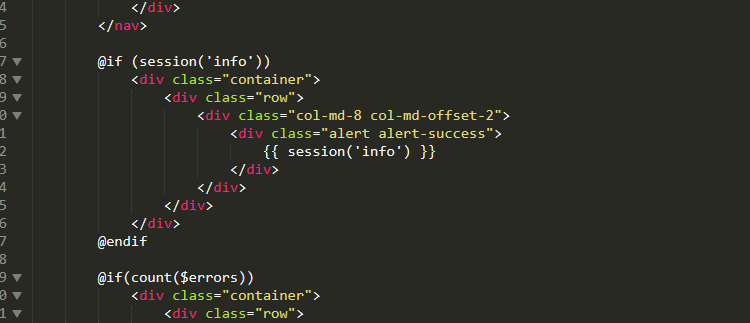 4 </div>
5 </nav>
6
7 @if (session('info'))
8 <div class="container">
9 <div class="row">
0 <div class="col-md-8 col-md-offset-2">
1 <div class="alert alert-success">
2 {{ session('info') }}
3 </div>
4 </div>
5 </div>
6 </div>
7 @endif
8
9 @if(count($errors))
0 <div class="container">
1 <div class="row">